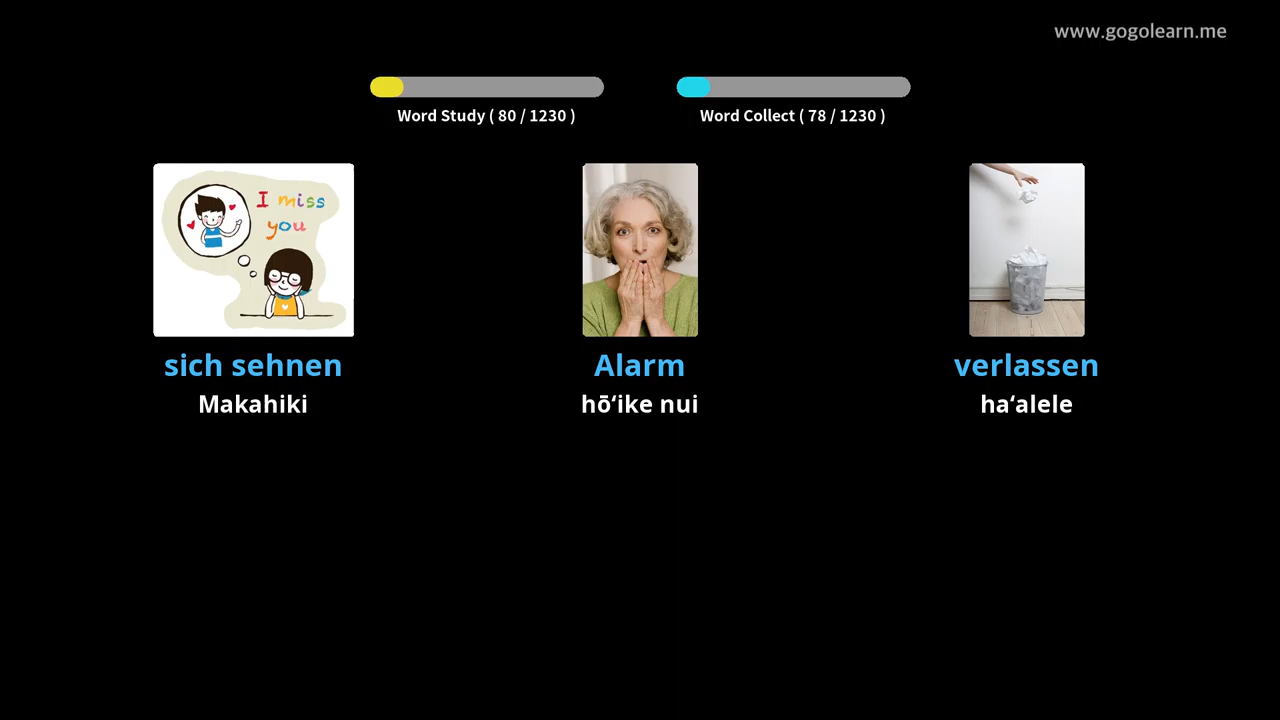 www.gogolearn.me
Word Study ( 80 / 1230 )
Word Collect ( 78 / 1230 )
I miss
you
sich sehnen
Alarm
verlassen
Makahiki
hōʻike nui
haʻalele